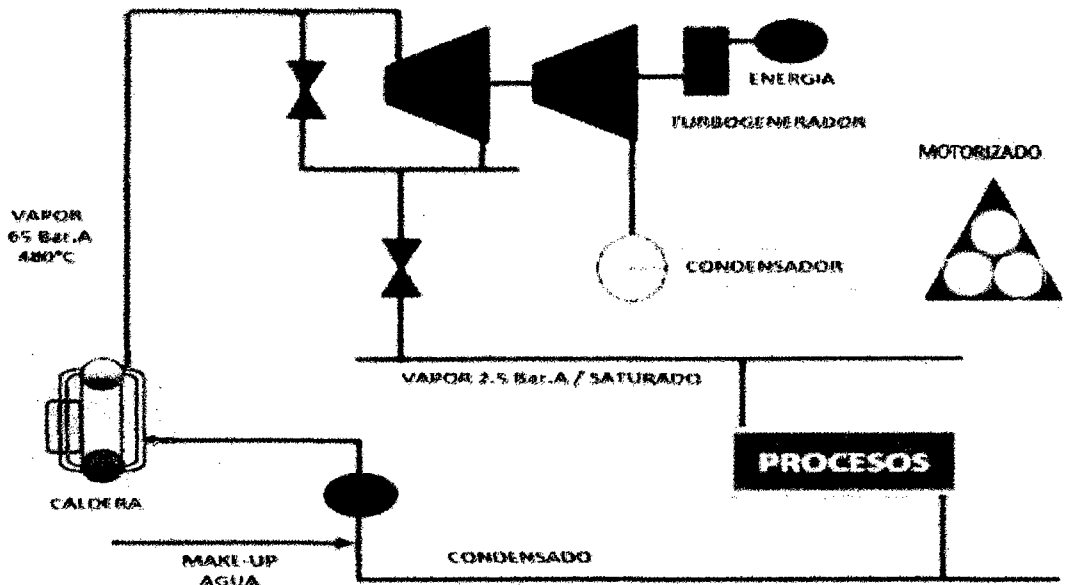 ENERGIA
TURBOGENERADOR
MOTORIZADO
VAPOR
65 Bar.A
480°C
CONDENSADOR
VAPOR 2.5 Bar.A / SATURADO
PROCESOS
CALDERA
MAKE-UP
AGUA
CONDENSADO